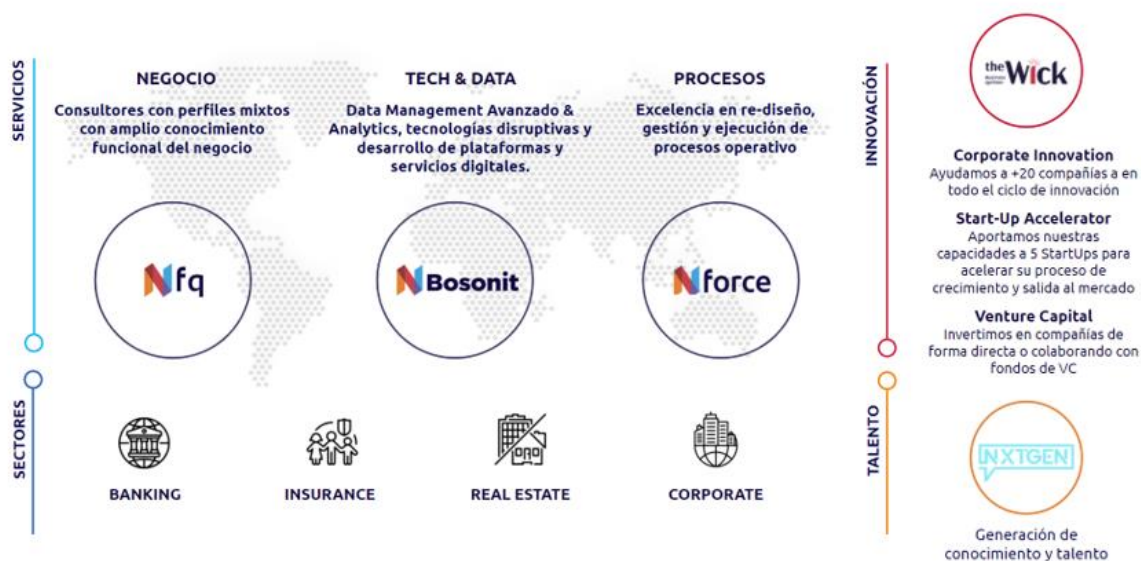 SERVICIOS
NEGOCIO
Consultores con perfiles mixtos
con amplio conocimiento
funcional del negocio
Nfq
TECH & DATA
Data Management Avanzado &
Analytics, tecnologías disruptivas y
desarrollo de plataformas y
servicios digitales.
N Bosonit
PROCESOS
Excelencia en re-diseño,
gestión y ejecución de
procesos operativo
Nforce
SECTORES
BANKING
INSURANCE
REAL ESTATE
CORPORATE
INNOVACIÓN
the Wick
Corporate Innovation
Ayudamos a +20 compañías a en
todo el ciclo de innovación
Start-Up Accelerator
Aportamos nuestras
capacidades a 5 StartUps para
acelerar su proceso de
crecimiento y salida al mercado
Venture Capital
Invertimos en compañías de
forma directa o colaborando con
fondos de VC
TALENTO
NXTGEN
Generación de
conocimiento y talento